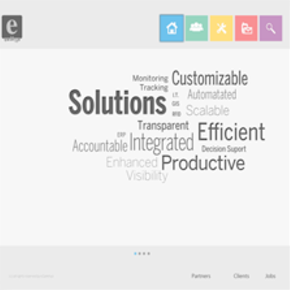 e
Monitoring
Customizable
Tracking
I.T.
Automatated
Solutions
GIS
Scalable
Transparent
Efficient
ERP
Integrated
Accountable
Decision Suport
Enhanced
Productive
Visibility
Partners
Clients
Jobs